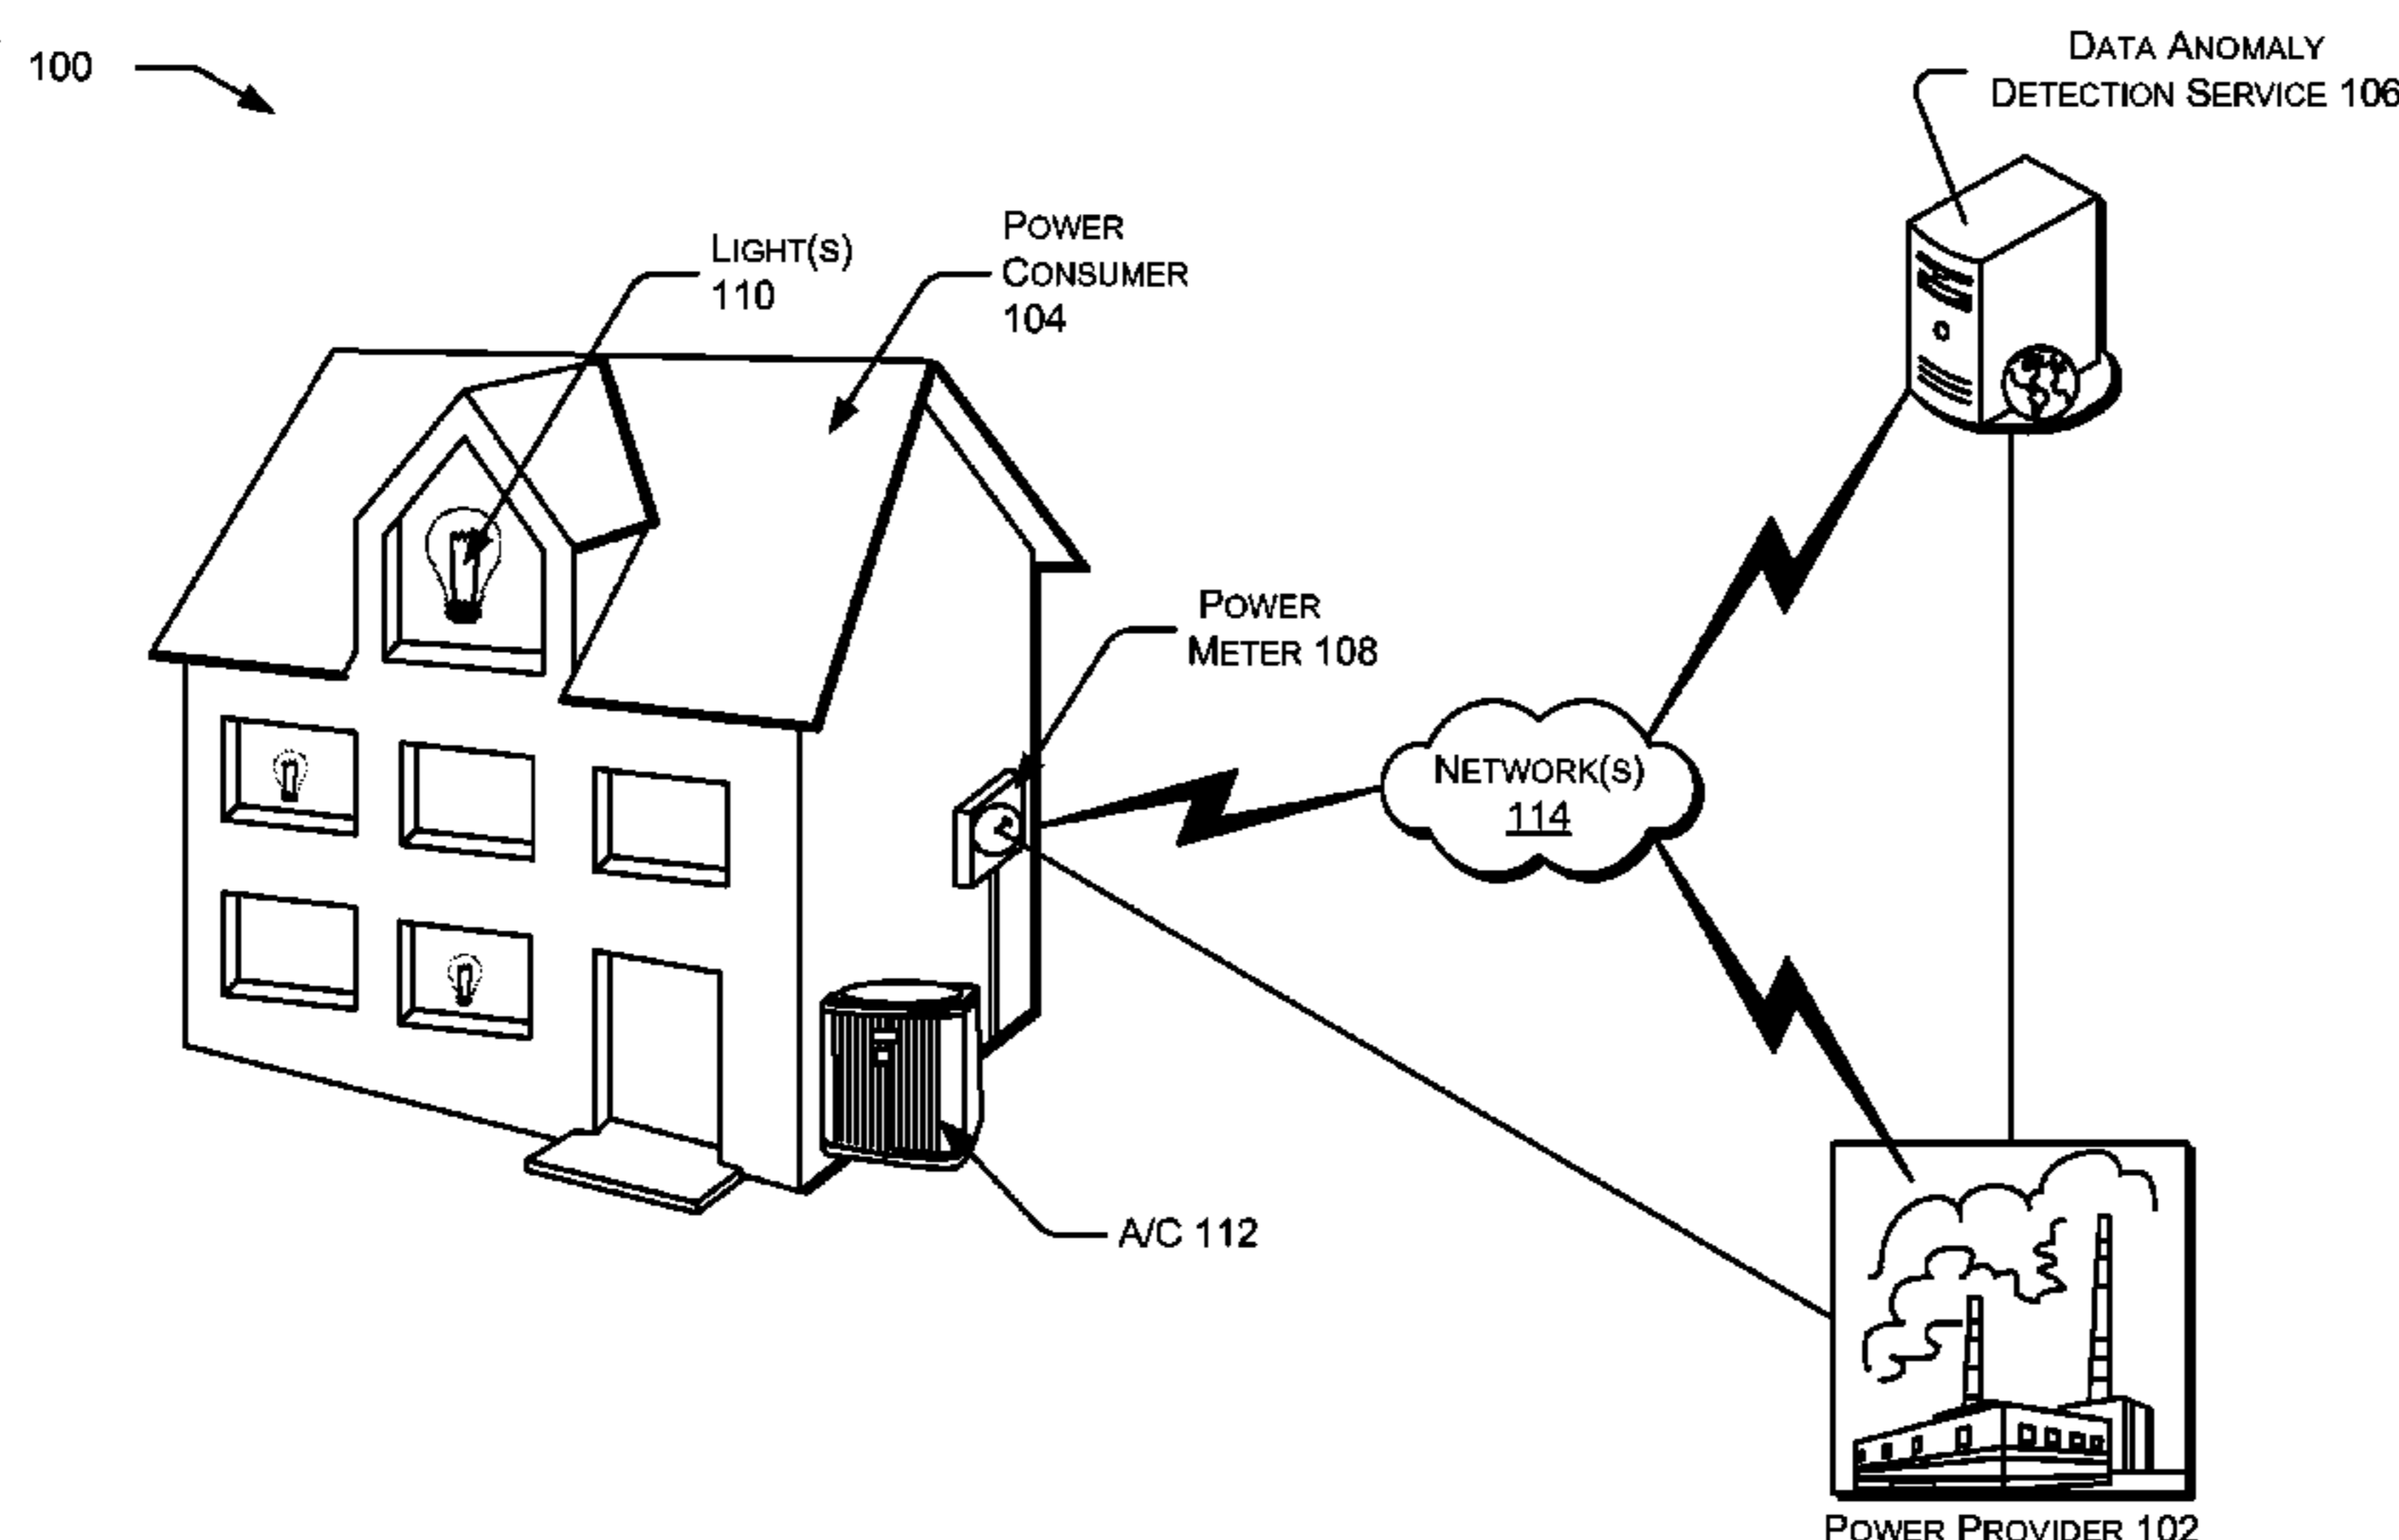 100
DATA ANOMALY
DETECTION SERVICE 106
LIGHT(S)
110
POWER
CONSUMER
104
POWER
METER 108
NETWORK(S)
114
A/C 112
POWER PROVIDER 102